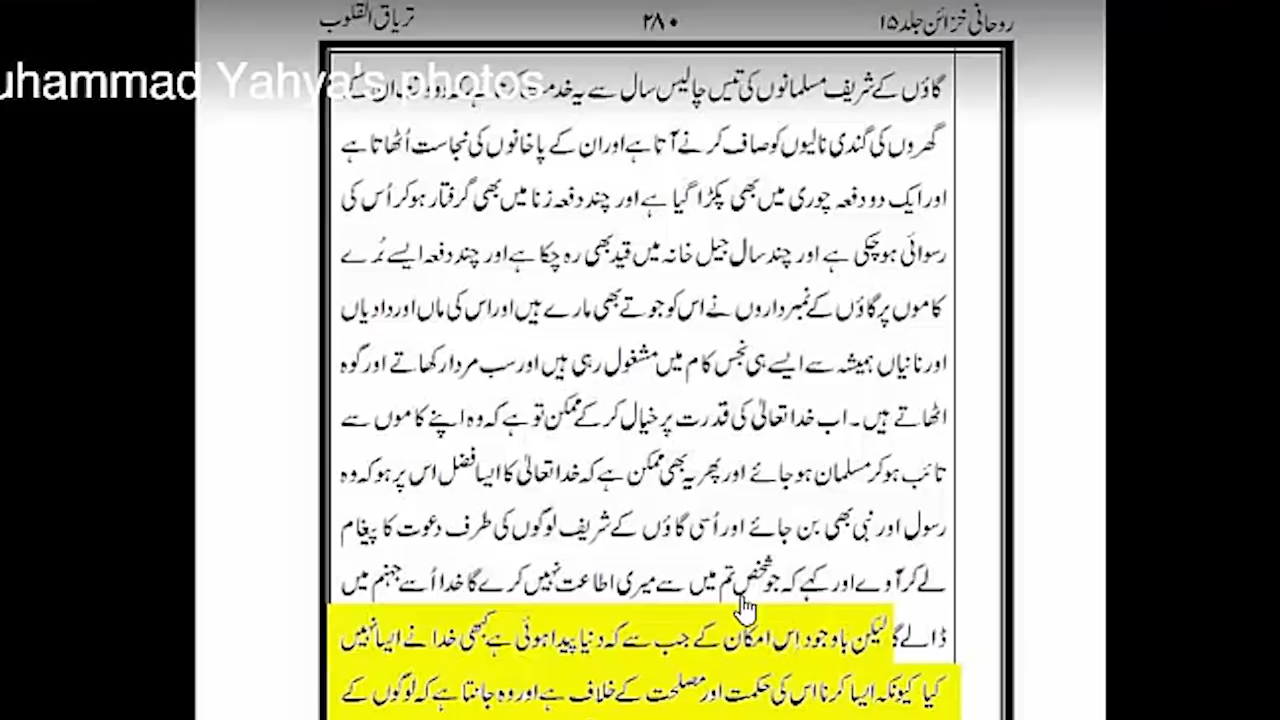 روحانی خزائن جلد ۱۵
۲۸۰
تریاق القلوب
uhammad Yahya's photos
گاؤں کے شریف مسلمانوں کی تیس چالیس سال سے یہ خدمت کہ دو وقت ان کے
گھروں کی گندی نالیوں کو صاف کرنے آتا ہے اور ان کے پاخانوں کی نجاست اُٹھاتا ہے
اور ایک دو دفعہ چوری میں بھی پکڑا گیا ہے اور چند دفعہ زنا میں بھی گرفتار ہو کر اُس کی
رسوائی ہو چکی ہے اور چند سال جیل خانہ میں قید بھی رہ چکا ہے اور چند دفعہ ایسے بُرے
کاموں پر گاؤں کے نمبرداروں نے اس کو جوتے بھی مارے ہیں اور اس کی ماں اور دادیاں
اور نانیاں ہمیشہ سے ایسے ہی نجس کام میں مشغول رہی ہیں اور سب مردار کھاتے اور گوہ
اٹھاتے ہیں۔ اب خدا تعالیٰ کی قدرت پر خیال کر کے ممکن تو ہے کہ وہ اپنے کاموں سے
تائب ہو کر مسلمان ہو جائے اور پھر یہ بھی ممکن ہے کہ خدا تعالیٰ کا ایسا فضل اس پر ہو کہ وہ
رسول اور نبی بھی بن جائے اور اُسی گاؤں کے شریف لوگوں کی طرف دعوت کا پیغام
لے کر آوے اور کہے کہ جو شخص تم میں سے میری اطاعت نہیں کرے گا خدا اُسے جہنم میں
ڈالے گا لیکن باوجود اِس امکان کے جب سے کہ دنیا پیدا ہوئی ہے کبھی خدا نے ایسا نہیں
کیا کیونکہ ایسا کرنا اس کی حکمت اور مصلحت کے خلاف ہے اور وہ جانتا ہے کہ لوگوں کے